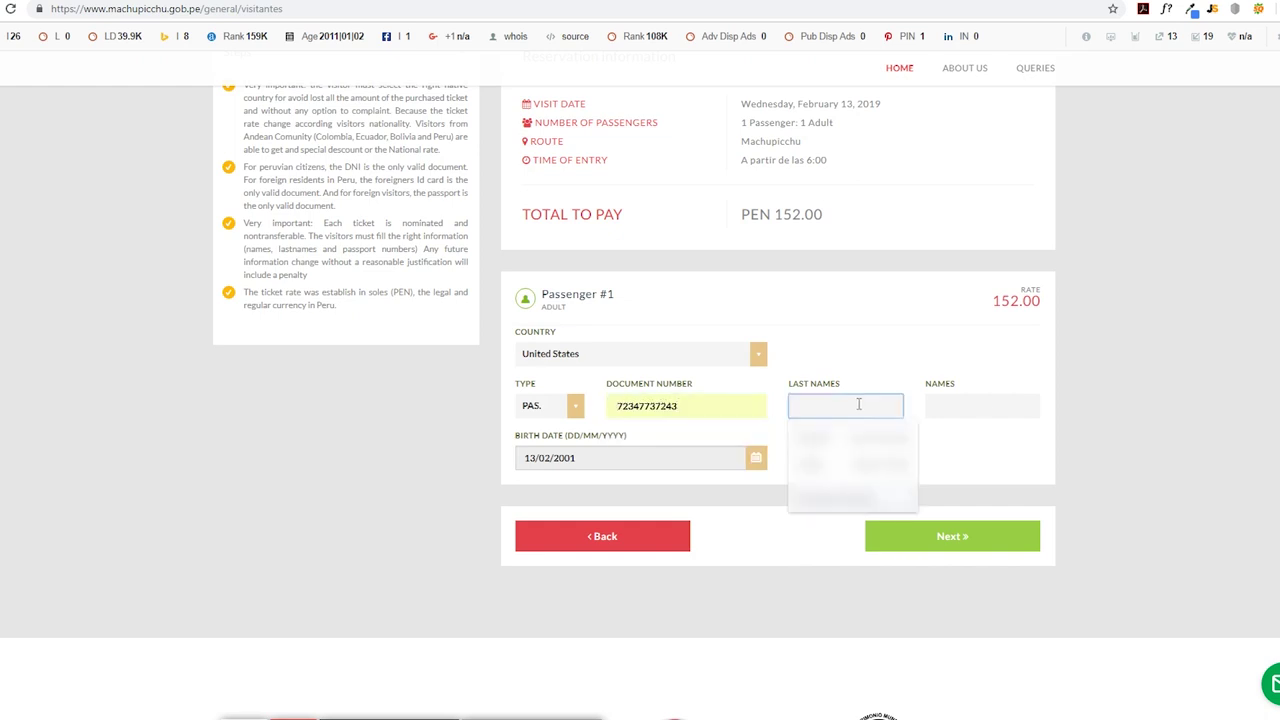 https://www.machupicchu.gob.pe/general/visitantes
I 26 L 0 LD 39.9K I 8 Rank 159K Age 2011|01|02 I 1 +1 n/a whois source Rank 108K Adv Disp Ads 0 Pub Disp Ads 0 PIN 1 IN 0 13 19 n/a
HOME ABOUT US QUERIES
Very important: the visitor must select the right native
country for avoid lost all the amount of the purchased ticket
and without any option to complaint. Because the ticket
rate change according visitors nationality. Visitors from
Andean Comunity (Colombia, Ecuador, Bolivia and Peru) are
able to get and special descount or the National rate.
For peruvian citizens, the DNI is the only valid document.
For foreign residents in Peru, the foreigners Id card is the
only valid document. And for foreign visitors, the passport is
the only valid document.
Very important: Each ticket is nominated and
nontransferable. The visitors must fill the right information
(names, lastnames and passport numbers) Any future
information change without a reasonable justification will
include a penalty
The ticket rate was establish in soles (PEN), the legal and
regular currency in Peru.
Reservation Information
VISIT DATE Wednesday, February 13, 2019
NUMBER OF PASSENGERS 1 Passenger: 1 Adult
ROUTE Machupicchu
TIME OF ENTRY A partir de las 6:00
TOTAL TO PAY PEN 152.00
Passenger #1
ADULT
RATE
152.00
COUNTRY
United States
TYPE DOCUMENT NUMBER LAST NAMES NAMES
PAS. 72347737243
BIRTH DATE (DD/MM/YYYY)
13/02/2001
Back Next